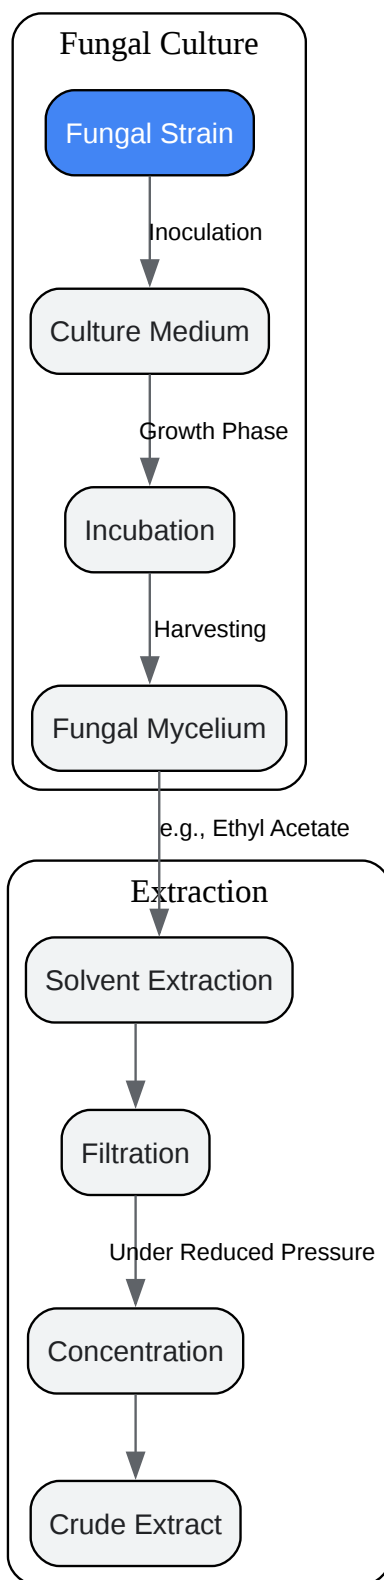 Fungal Culture
Fungal Strain
Inoculation
Culture Medium
Growth Phase
Incubation
Harvesting
Fungal Mycelium
e.g., Ethyl Acetate
Extraction
Solvent Extraction
Filtration
Under Reduced Pressure
Concentration
Crude Extract